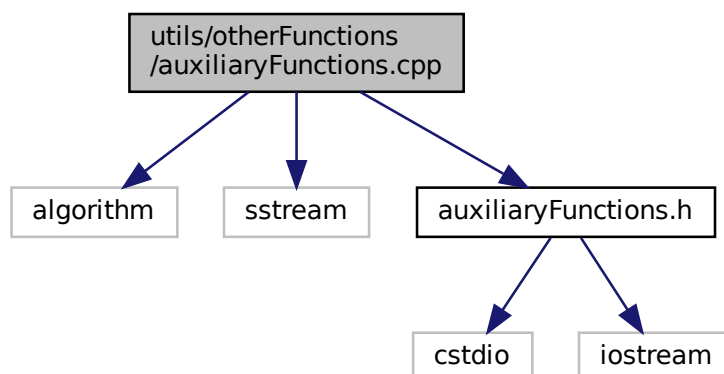 utils/otherFunctions
/auxiliaryFunctions.cpp
algorithm
sstream
auxiliaryFunctions.h
cstdio
iostream